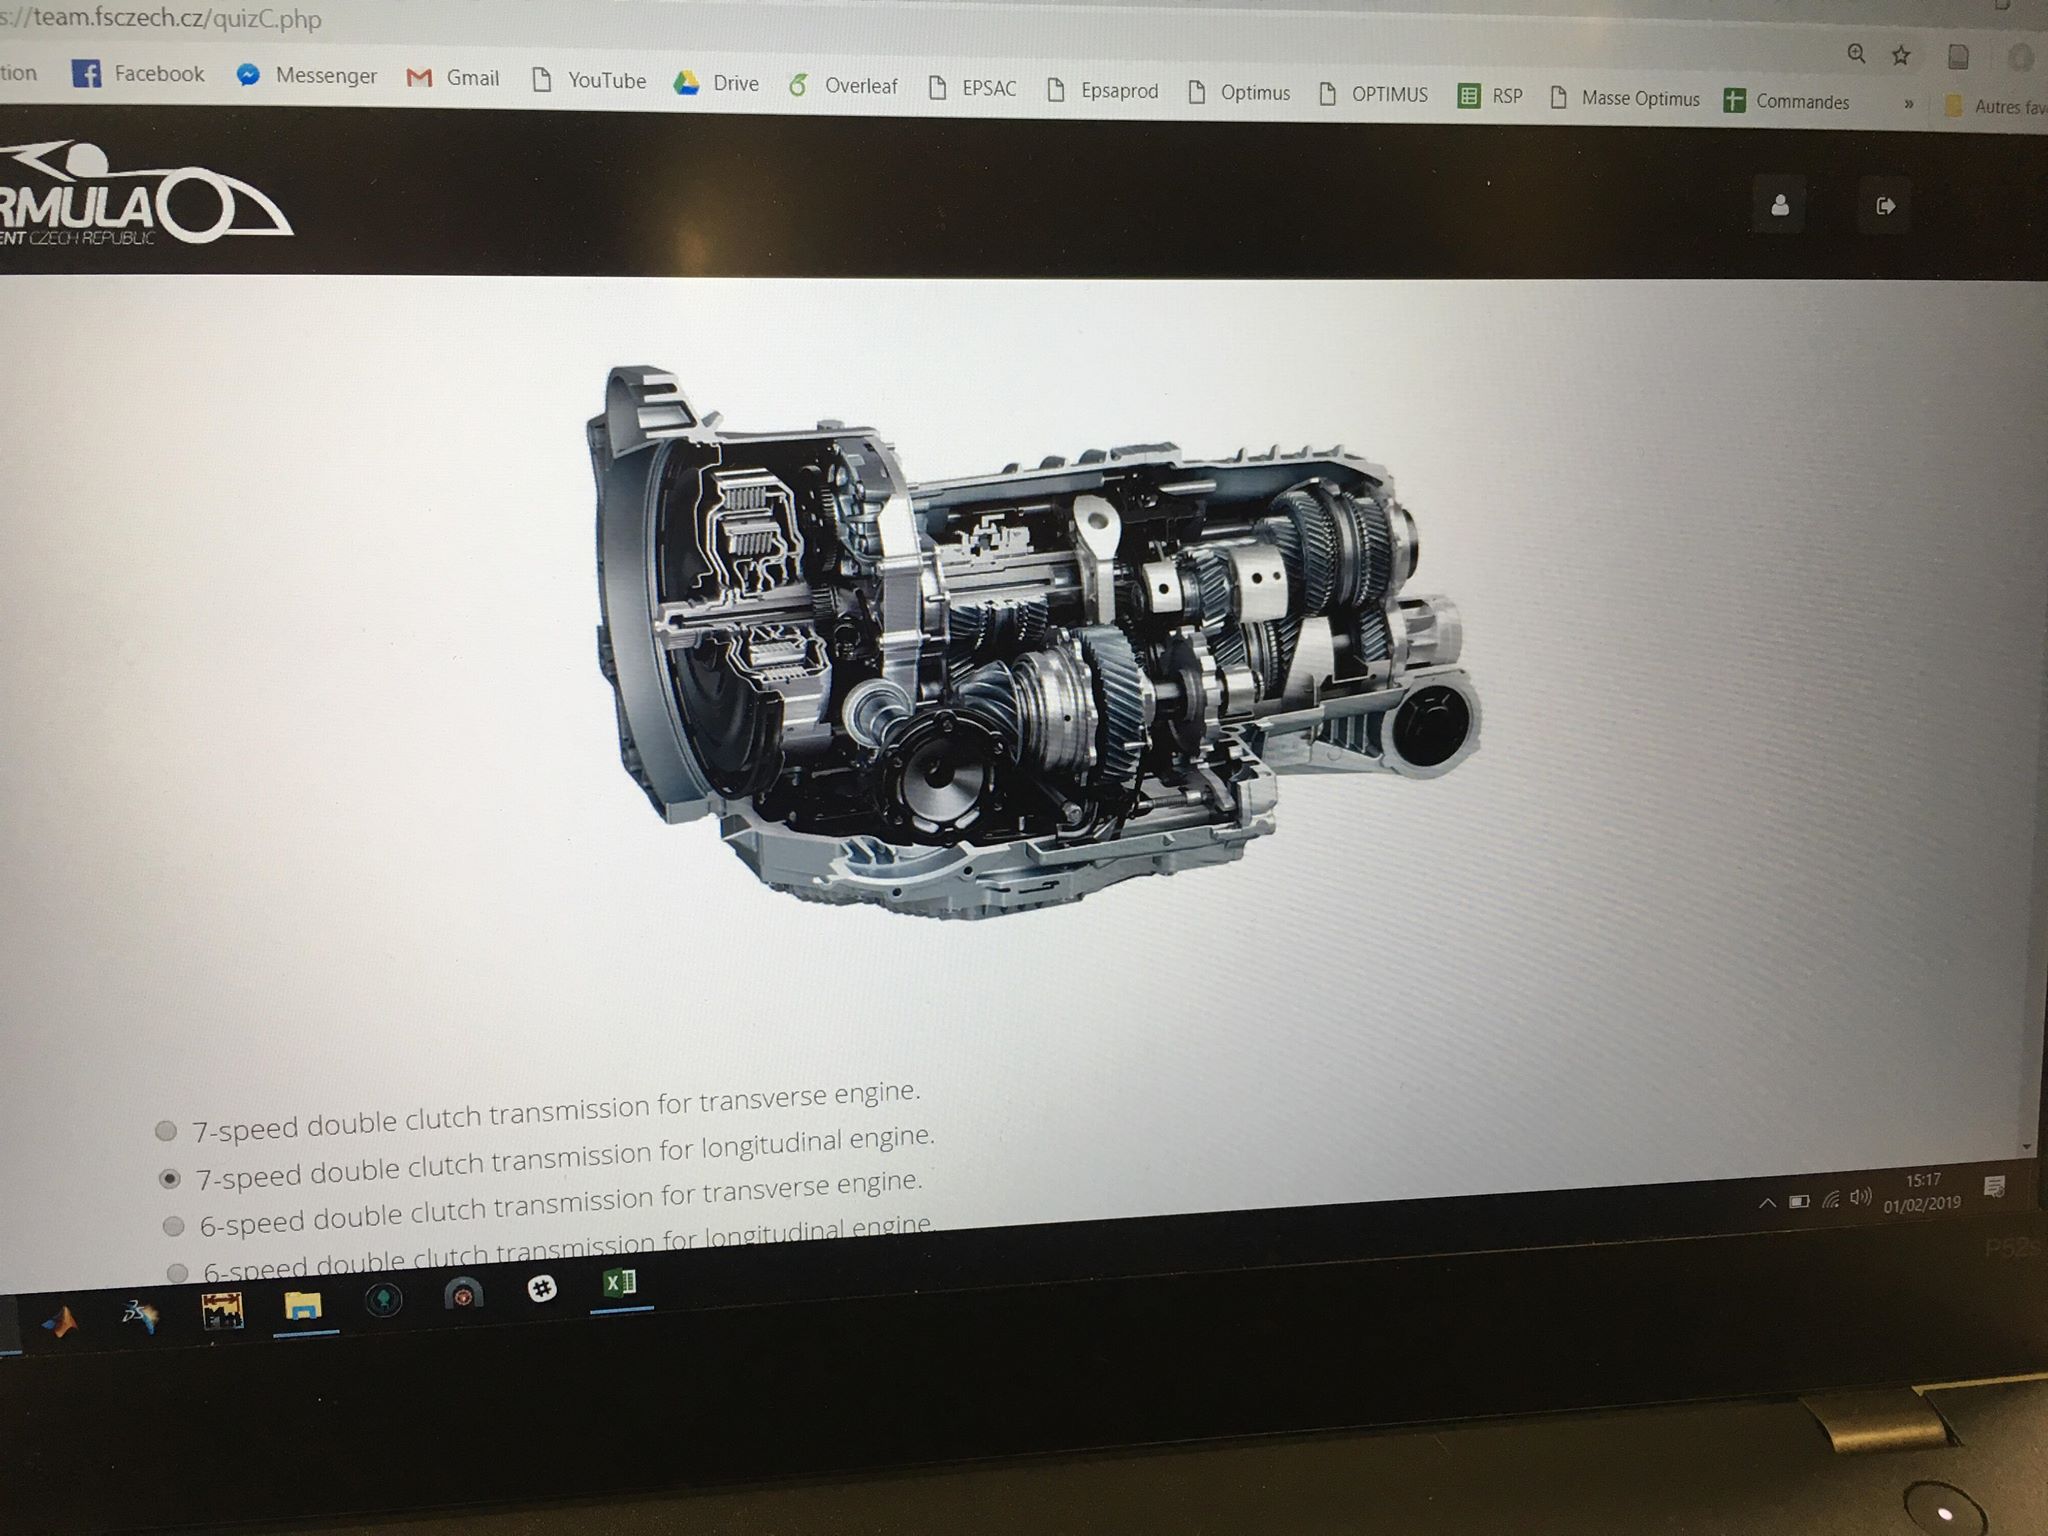 s://team.fsczech.cz/quizC.php
tion Facebook Messenger Gmail YouTube Drive Overleaf EPSAC Epsaprod Optimus OPTIMUS RSP Masse Optimus Commandes » Autres fav
RMULA
ENT CZECH REPUBLIC
7-speed double clutch transmission for transverse engine.
7-speed double clutch transmission for longitudinal engine.
6-speed double clutch transmission for transverse engine.
6-speed double clutch transmission for longitudinal engine.
15:17
01/02/2019
P52s